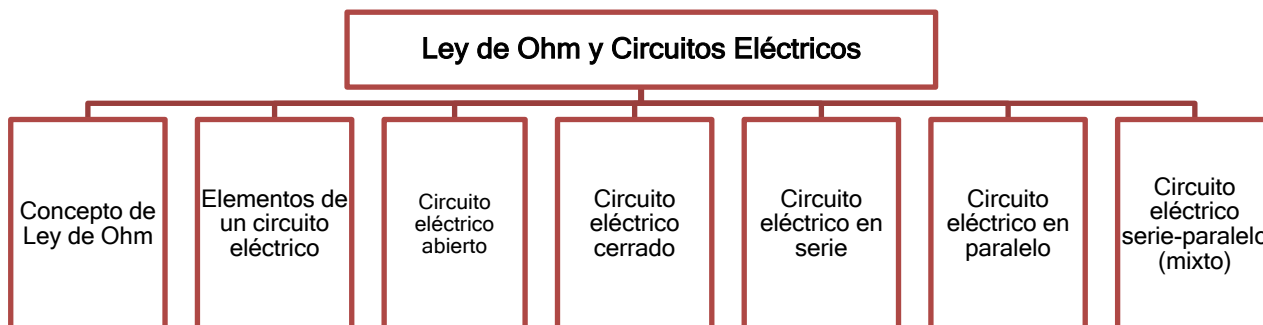 Ley de Ohm y Circuitos Eléctricos
Concepto de
Ley de Ohm
Elementos de
un circuito
eléctrico
Circuito
eléctrico
abierto
Circuito
eléctrico
cerrado
Circuito
eléctrico en
serie
Circuito
eléctrico en
paralelo
Circuito
eléctrico
serie-paralelo
(mixto)